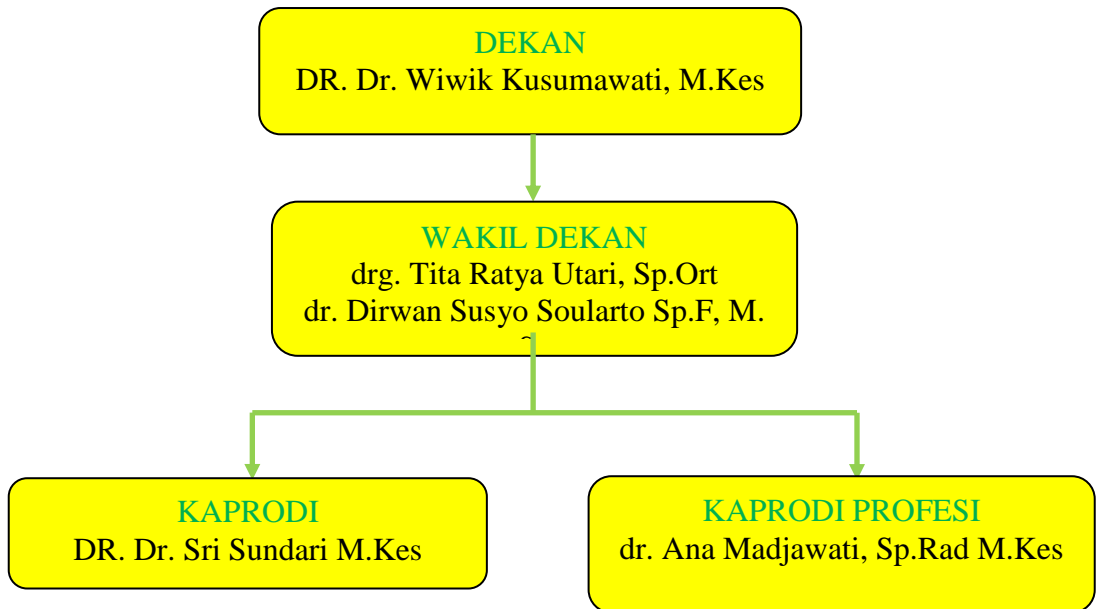 DEKAN
DR. Dr. Wiwik Kusumawati, M.Kes
WAKIL DEKAN
drg. Tita Ratya Utari, Sp.Ort
dr. Dirwan Susyo Soularto Sp.F, M.
KAPRODI
DR. Dr. Sri Sundari M.Kes
KAPRODI PROFESI
dr. Ana Madjawati, Sp.Rad M.Kes